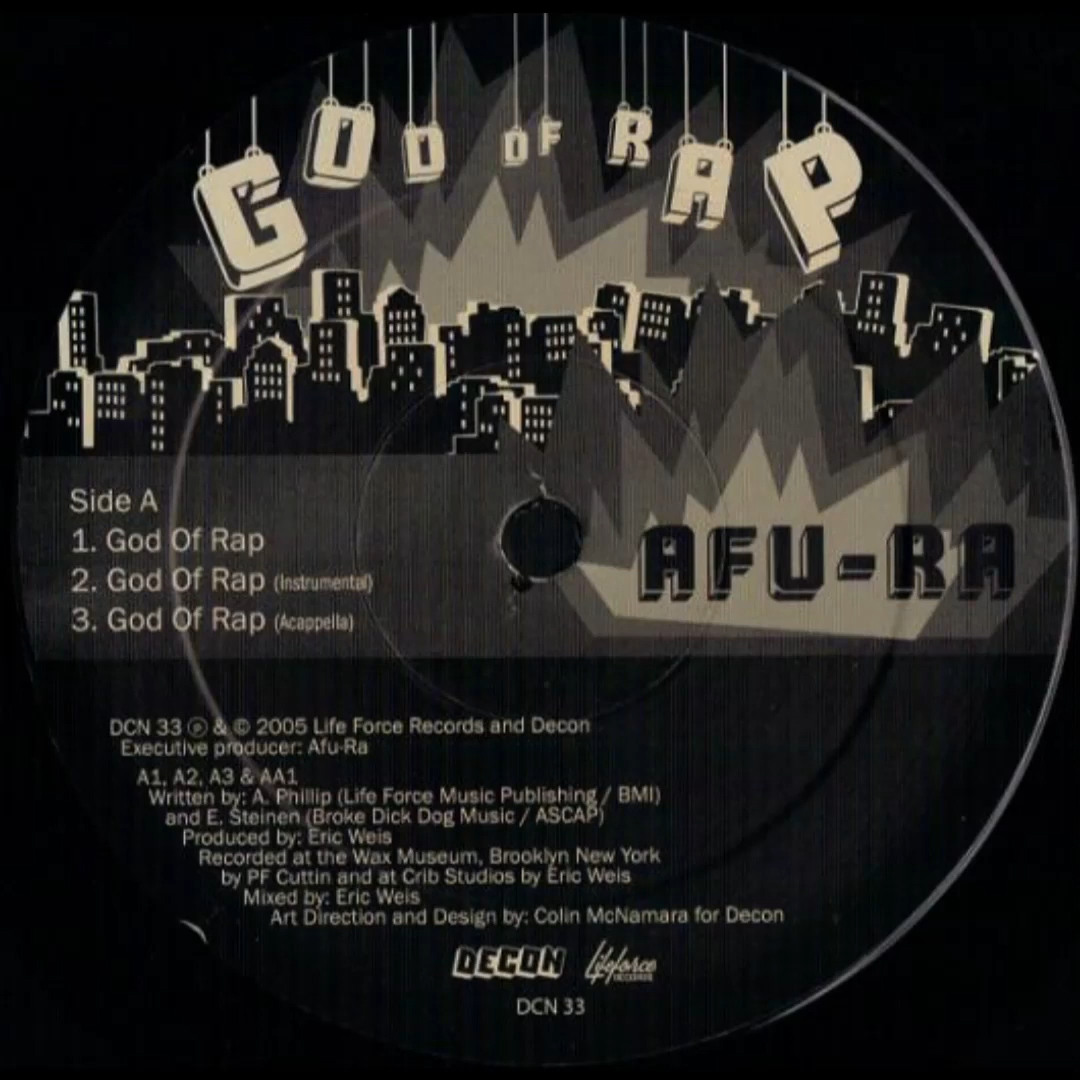 GOD OF RAP
Side A
1. God Of Rap
2. God Of Rap (Instrumental)
3. God Of Rap (Acappella)
AFU-RA
DCN 33 ℗ & © 2005 Life Force Records and Decon
Executive producer: Afu-Ra
A1, A2, A3 & AA1
Written by: A. Phillip (Life Force Music Publishing / BMI)
and E. Steinen (Broke Dick Dog Music / ASCAP)
Produced by: Eric Weis
Recorded at the Wax Museum, Brooklyn New York
by PF Cuttin and at Crib Studios by Eric Weis
Mixed by: Eric Weis
Art Direction and Design by: Colin McNamara for Decon
DECON Lifeforce
RECORDS
DCN 33